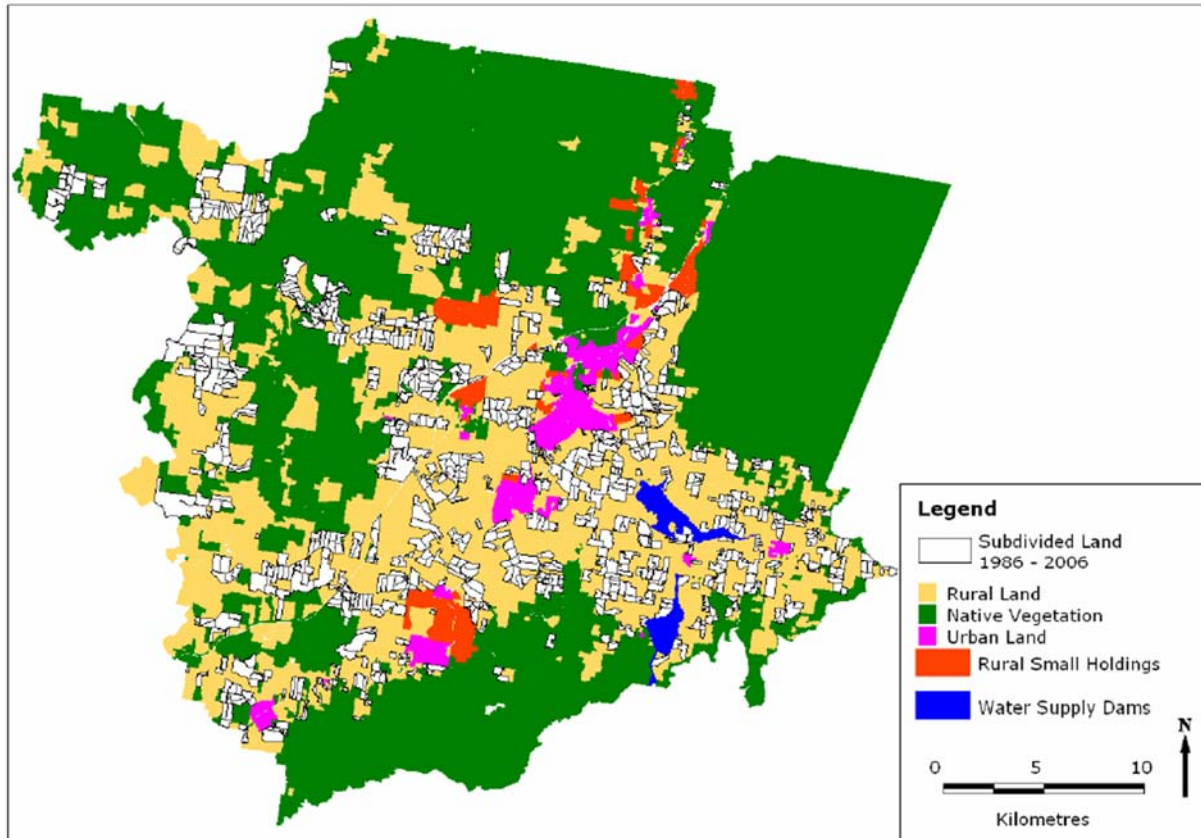 Legend
Subdivided Land
1986 - 2006
Rural Land
Native Vegetation
Urban Land
Rural Small Holdings
Water Supply Dams
N
0 5 10
Kilometres